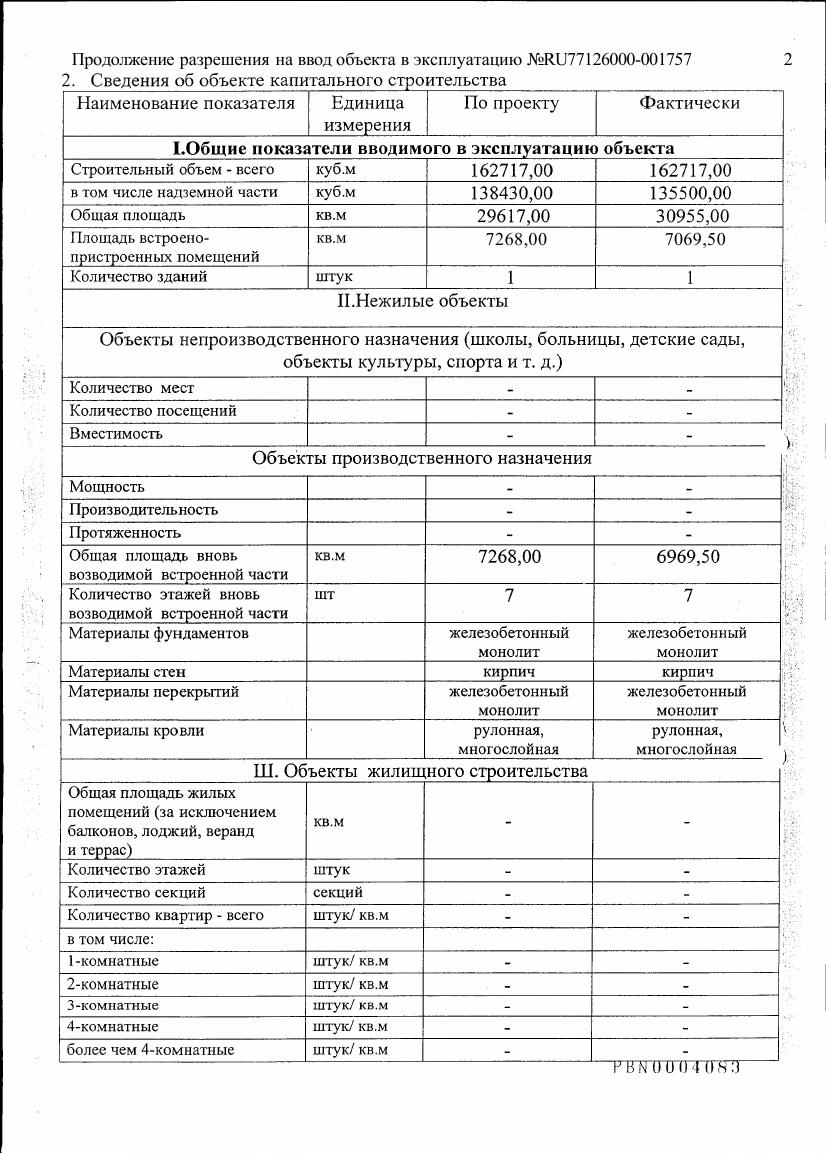 Продолжение разрешения на ввод объекта в эксплуатацию №RU77126000-001757 2
2. Сведения об объекте капитального строительства
Наименование показателя Единица По проекту Фактически
измерения
I.Общие показатели вводимого в эксплуатацию объекта
Строительный объем - всего куб.м 162717,00 162717,00
в том числе надземной части куб.м 138430,00 135500,00
Общая площадь кв.м 29617,00 30955,00
Площадь встроено- кв.м 7268,00 7069,50
пристроенных помещений
Количество зданий штук 1 1
II.Нежилые объекты
Объекты непроизводственного назначения (школы, больницы, детские сады,
объекты культуры, спорта и т. д.)
Количество мест - -
Количество посещений - -
Вместимость - -
Объекты производственного назначения
Мощность - -
Производительность - -
Протяженность - -
Общая площадь вновь кв.м 7268,00 6969,50
возводимой встроенной части
Количество этажей вновь шт 7 7
возводимой встроенной части
Материалы фундаментов железобетонный железобетонный
монолит монолит
Материалы стен кирпич кирпич
Материалы перекрытий железобетонный железобетонный
монолит монолит
Материалы кровли рулонная, рулонная,
многослойная многослойная
Ш. Объекты жилищного строительства
Общая площадь жилых
помещений (за исключением
балконов, лоджий, веранд кв.м - -
и террас)
Количество этажей штук - -
Количество секций секций - -
Количество квартир - всего штук/ кв.м - -
в том числе:
1-комнатные штук/ кв.м - -
2-комнатные штук/ кв.м - -
3-комнатные штук/ кв.м - -
4-комнатные штук/ кв.м - -
более чем 4-комнатные штук/ кв.м - -
PBN0004083